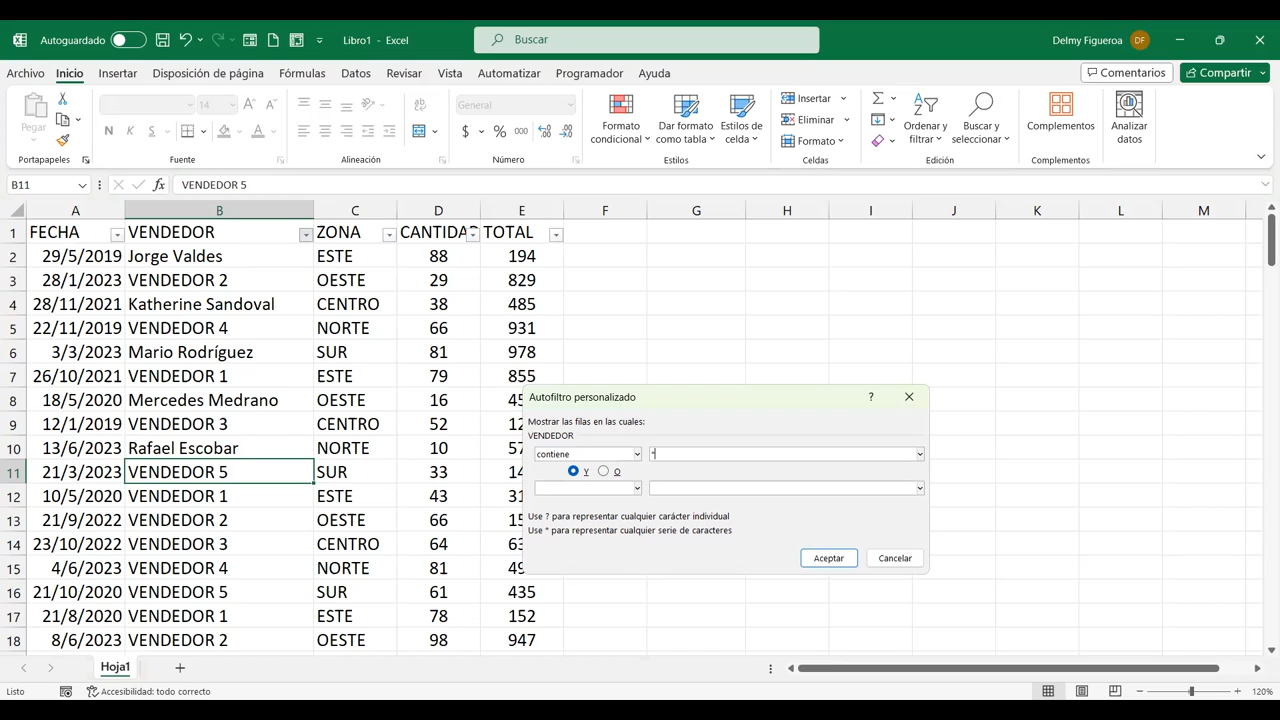 Autoguardado
Libro1 - Excel
Buscar
Delmy Figueroa DF
Archivo Inicio Insertar Disposición de página Fórmulas Datos Revisar Vista Automatizar Programador Ayuda Comentarios Compartir
Pegar
14
General
Formato condicional
Dar formato como tabla
Estilos de celda
Insertar
Eliminar
Formato
Ordenar y filtrar
Buscar y seleccionar
Complementos
Analizar datos
Portapapeles Fuente Alineación Número Estilos Celdas Edición Complementos
B11 fx VENDEDOR 5
A B C D E F G H I J K L M
1 FECHA VENDEDOR ZONA CANTIDAD TOTAL
2 29/5/2019 Jorge Valdes ESTE 88 194
3 28/1/2023 VENDEDOR 2 OESTE 29 829
4 28/11/2021 Katherine Sandoval CENTRO 38 485
5 22/11/2019 VENDEDOR 4 NORTE 66 931
6 3/3/2023 Mario Rodríguez SUR 81 978
7 26/10/2021 VENDEDOR 1 ESTE 79 855
8 18/5/2020 Mercedes Medrano OESTE 16 45
9 12/1/2019 VENDEDOR 3 CENTRO 52 12
10 13/6/2023 Rafael Escobar NORTE 10 57
11 21/3/2023 VENDEDOR 5 SUR 33 14
12 10/5/2020 VENDEDOR 1 ESTE 43 31
13 21/9/2022 VENDEDOR 2 OESTE 66 15
14 23/10/2022 VENDEDOR 3 CENTRO 64 63
15 4/6/2023 VENDEDOR 4 NORTE 81 49
16 21/10/2020 VENDEDOR 5 SUR 61 435
17 21/8/2020 VENDEDOR 1 ESTE 78 152
18 8/6/2023 VENDEDOR 2 OESTE 98 947
Autofiltro personalizado ?
Mostrar las filas en las cuales:
VENDEDOR
contiene *
Y O
Use ? para representar cualquier carácter individual
Use * para representar cualquier serie de caracteres
Aceptar Cancelar
Hoja1
Listo Accesibilidad: todo correcto 120%